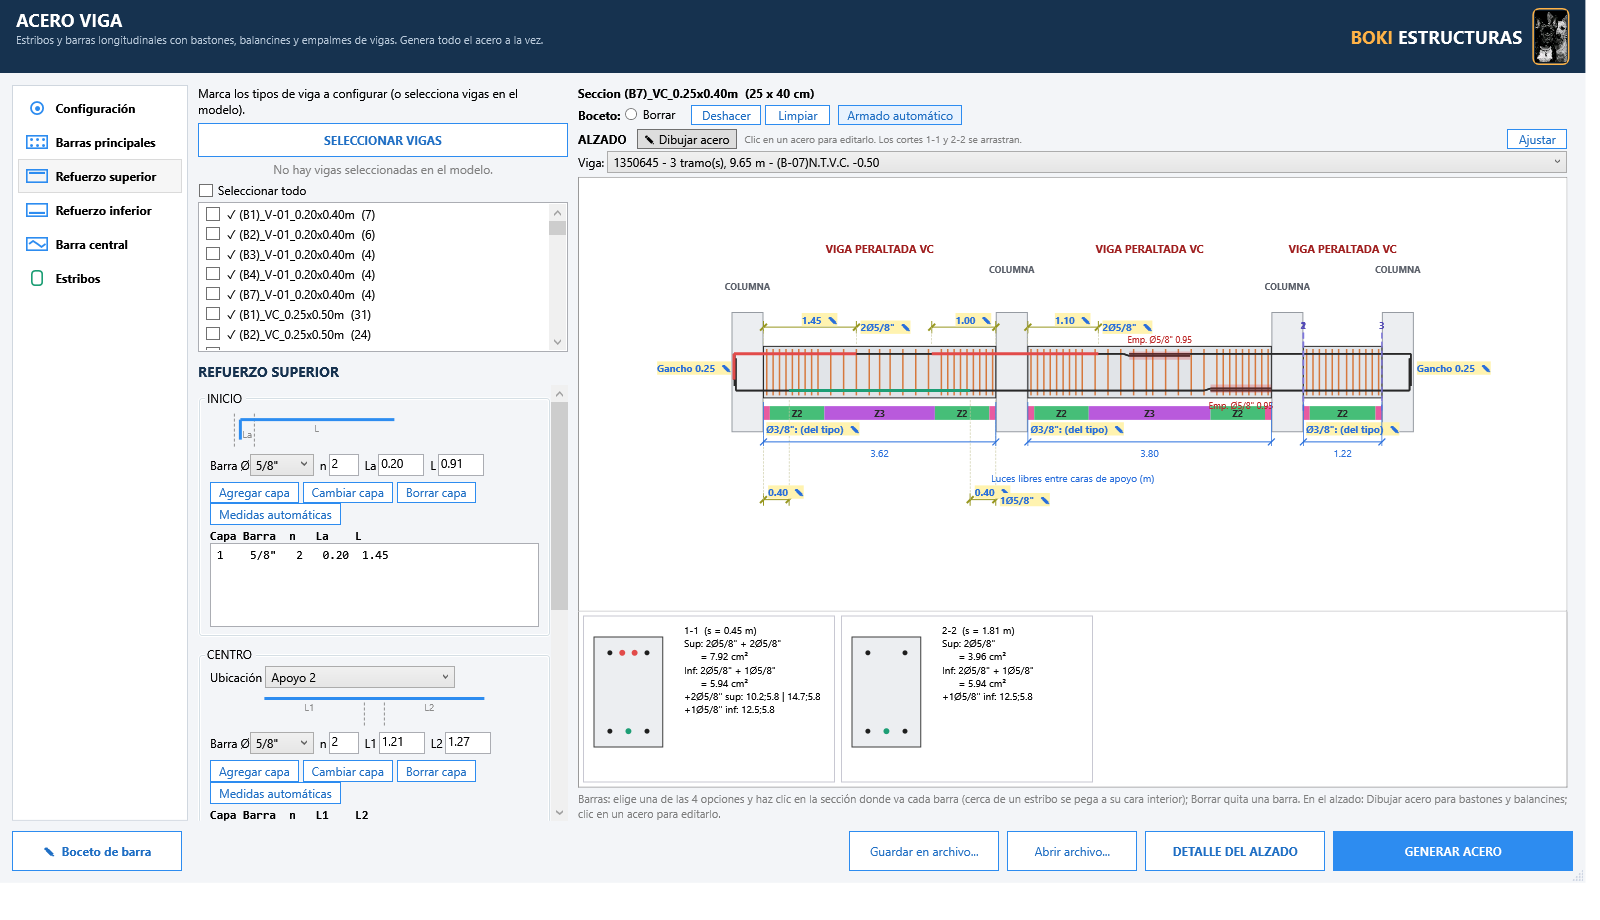 ACERO VIGA
Estribos y barras longitudinales con bastones, balancines y empalmes de vigas. Genera todo el acero a la vez.
BOKI ESTRUCTURAS
Configuración
Barras principales
Refuerzo superior
Refuerzo inferior
Barra central
Estribos
Marca los tipos de viga a configurar (o selecciona vigas en el
modelo).
SELECCIONAR VIGAS
No hay vigas seleccionadas en el modelo.
Seleccionar todo
✓ (B1)_V-01_0.20x0.40m (7)
✓ (B2)_V-01_0.20x0.40m (6)
✓ (B3)_V-01_0.20x0.40m (4)
✓ (B4)_V-01_0.20x0.40m (4)
✓ (B7)_V-01_0.20x0.40m (4)
✓ (B1)_VC_0.25x0.50m (31)
✓ (B2)_VC_0.25x0.50m (24)
REFUERZO SUPERIOR
INICIO
La
L
Barra Ø 5/8" n 2 La 0.20 L 0.91
Agregar capa Cambiar capa Borrar capa
Medidas automáticas
Capa Barra n La L
1 5/8" 2 0.20 1.45
CENTRO
Ubicación Apoyo 2
L1 L2
Barra Ø 5/8" n 2 L1 1.21 L2 1.27
Agregar capa Cambiar capa Borrar capa
Medidas automáticas
Capa Barra n L1 L2
Seccion (B7)_VC_0.25x0.40m (25 x 40 cm)
Boceto: Borrar Deshacer Limpiar Armado automático
ALZADO Dibujar acero Clic en un acero para editarlo. Los cortes 1-1 y 2-2 se arrastran. Ajustar
Viga: 1350645 - 3 tramo(s), 9.65 m - (B-07)N.T.V.C. -0.50
VIGA PERALTADA VC VIGA PERALTADA VC VIGA PERALTADA VC
COLUMNA COLUMNA
COLUMNA COLUMNA
1.45 2Ø5/8" 1.00 1.10 2Ø5/8" 2 3
Emp. Ø5/8" 0.95
Gancho 0.25 Gancho 0.25
Emp. Ø5/8" 0.95
Z2 Z3 Z2 Z2 Z3 Z2 Z2
Ø3/8": (del tipo) Ø3/8": (del tipo) Ø3/8": (del tipo)
3.62 3.80 1.22
Luces libres entre caras de apoyo (m)
0.40 0.40
1Ø5/8"
1-1 (s = 0.45 m)
Sup: 2Ø5/8" + 2Ø5/8"
= 7.92 cm²
Inf: 2Ø5/8" + 1Ø5/8"
= 5.94 cm²
+2Ø5/8" sup: 10.2;5.8 | 14.7;5.8
+1Ø5/8" inf: 12.5;5.8
2-2 (s = 1.81 m)
Sup: 2Ø5/8"
= 3.96 cm²
Inf: 2Ø5/8" + 1Ø5/8"
= 5.94 cm²
+1Ø5/8" inf: 12.5;5.8
Barras: elige una de las 4 opciones y haz clic en la sección donde va cada barra (cerca de un estribo se pega a su cara interior); Borrar quita una barra. En el alzado: Dibujar acero para bastones y balancines;
clic en un acero para editarlo.
Boceto de barra
Guardar en archivo...
Abrir archivo...
DETALLE DEL ALZADO
GENERAR ACERO